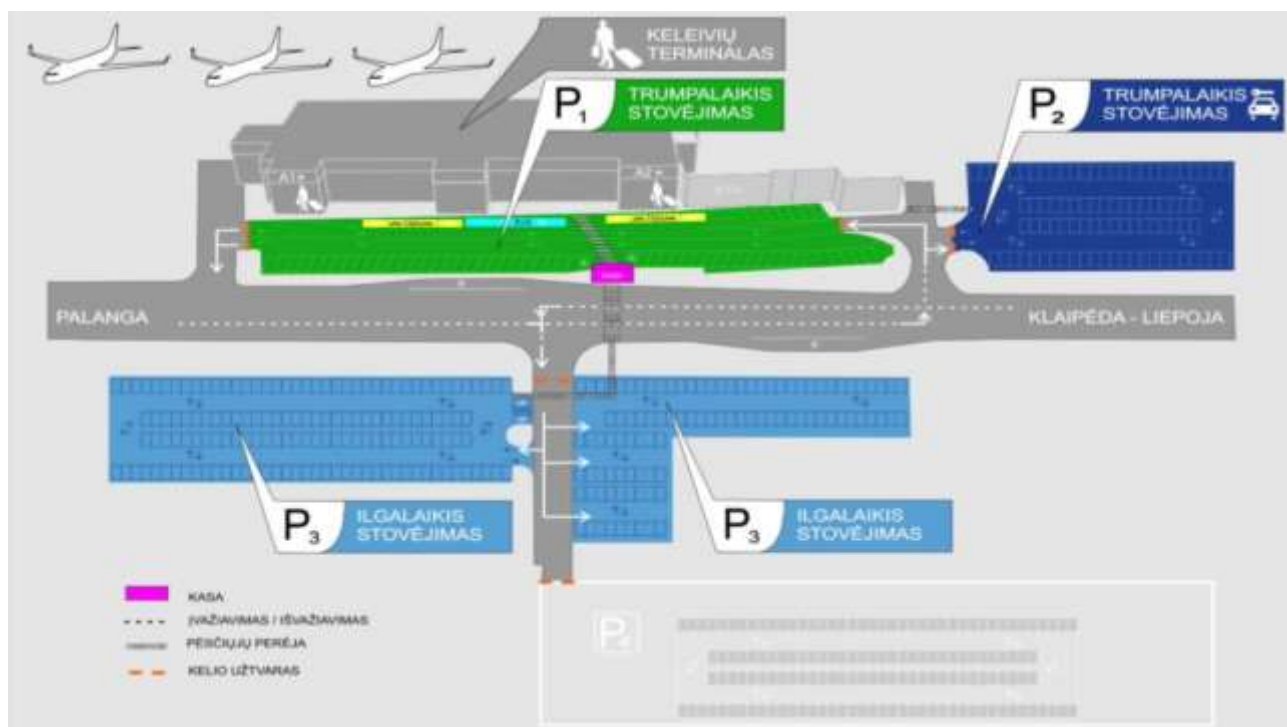 KELEIVIŲ
TERMINALAS
P1
TRUMPALAIKIS
STOVĖJIMAS
P2
TRUMPALAIKIS
STOVĖJIMAS
A1
A2
PALANGA
KLAIPĖDA - LIEPOJA
P3
ILGALAIKIS
STOVĖJIMAS
P3
ILGALAIKIS
STOVĖJIMAS
KASA
ĮVAŽIAVIMAS / IŠVAŽIAVIMAS
PĖSČIŲJŲ PERĖJA
KELIO UŽTVARAS